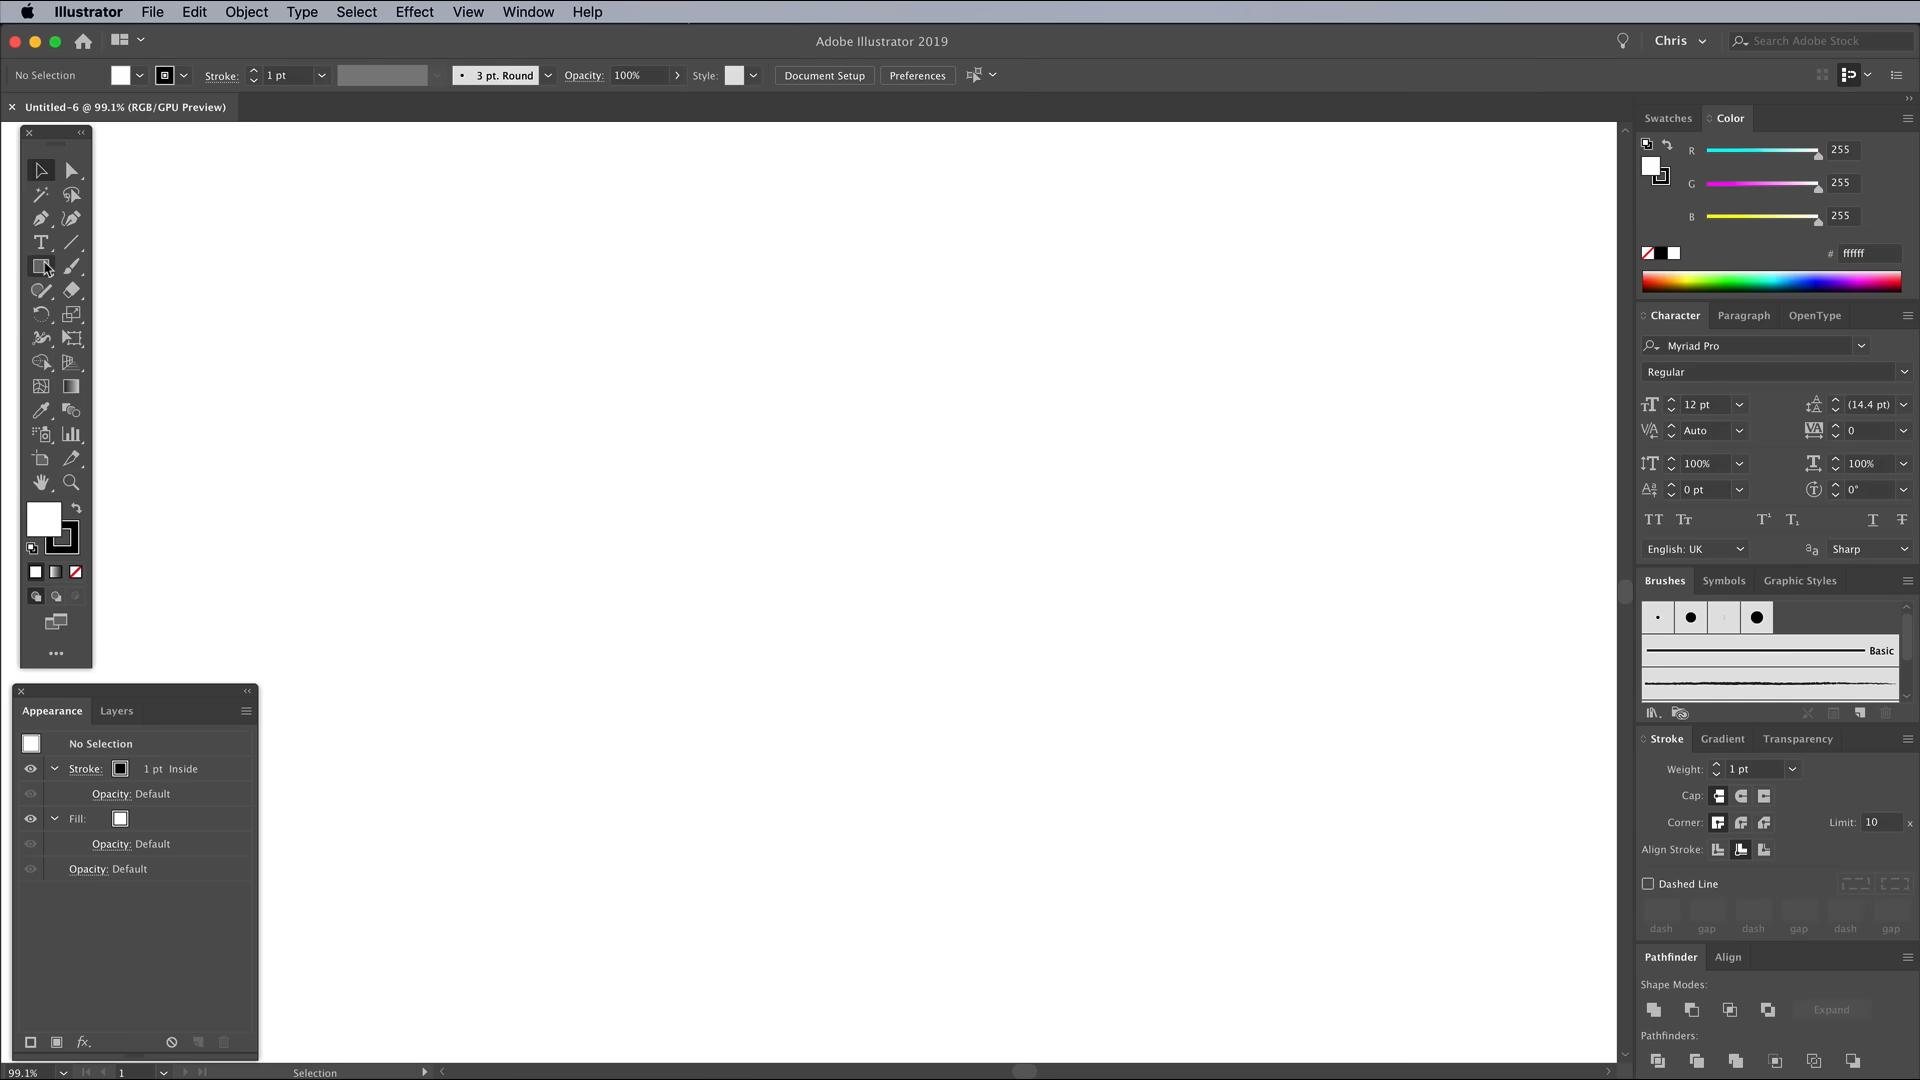 Illustrator File Edit Object Type Select Effect View Window Help
Adobe Illustrator 2019
Chris
Search Adobe Stock
No Selection
Stroke: 1 pt
3 pt. Round
Opacity: 100%
Style:
Document Setup
Preferences
Untitled-6 @ 99.1% (RGB/GPU Preview)
Swatches Color
R 255
G 255
B 255
# ffffff
Character Paragraph OpenType
Myriad Pro
Regular
12 pt (14.4 pt)
Auto 0
100% 100%
0 pt 0°
English: UK Sharp
Brushes Symbols Graphic Styles
Basic
Appearance Layers
No Selection
Stroke: 1 pt Inside
Opacity: Default
Fill:
Opacity: Default
Opacity: Default
fx.
Stroke Gradient Transparency
Weight: 1 pt
Cap:
Corner: Limit: 10 x
Align Stroke:
Dashed Line
dash gap dash gap dash gap
Pathfinder Align
Shape Modes:
Expand
Pathfinders:
99.1% 1 Selection